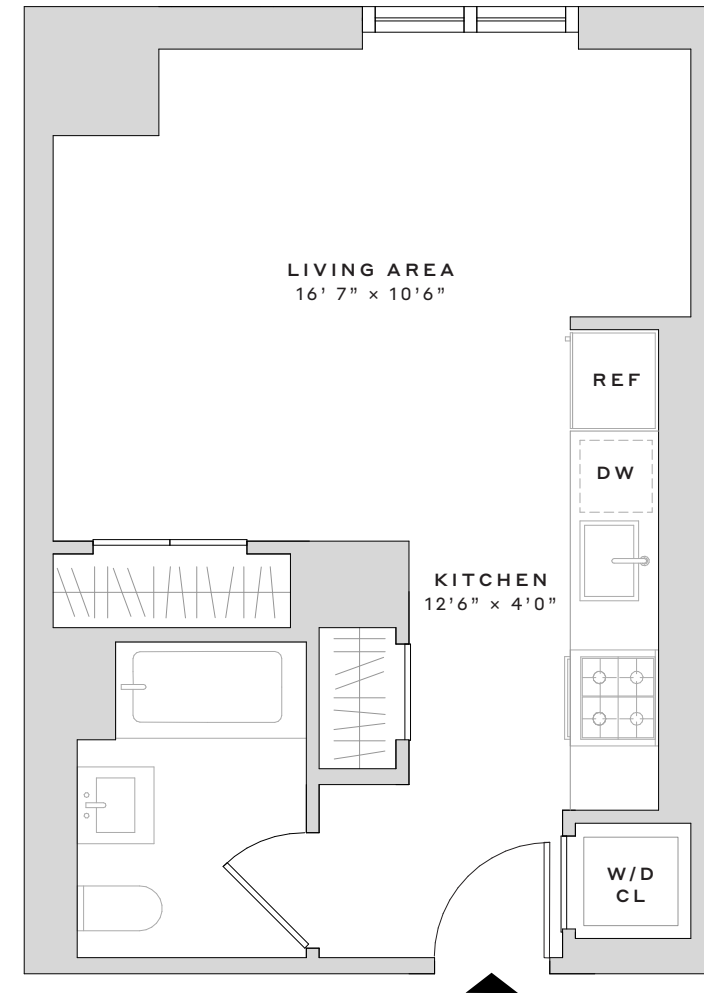 LIVING AREA
16’ 7” × 10’6”
REF
DW
KITCHEN
12’6” × 4’0”
W/D
CL